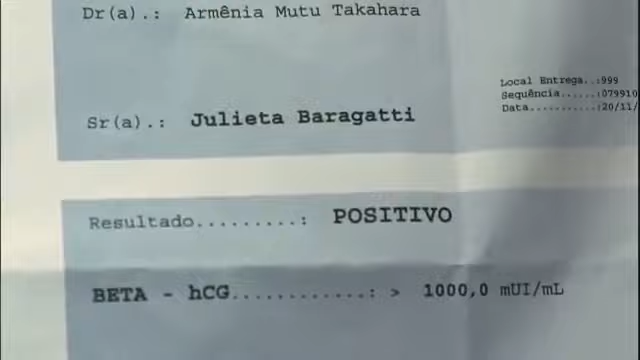 Dr(a).: Armênia Mutu Takahara
Local Entrega..:999
Sequência......:079910
Data...........:20/11/
Sr(a).: Julieta Baragatti
Resultado.........: POSITIVO
BETA - hCG............: > 1000,0 mUI/mL